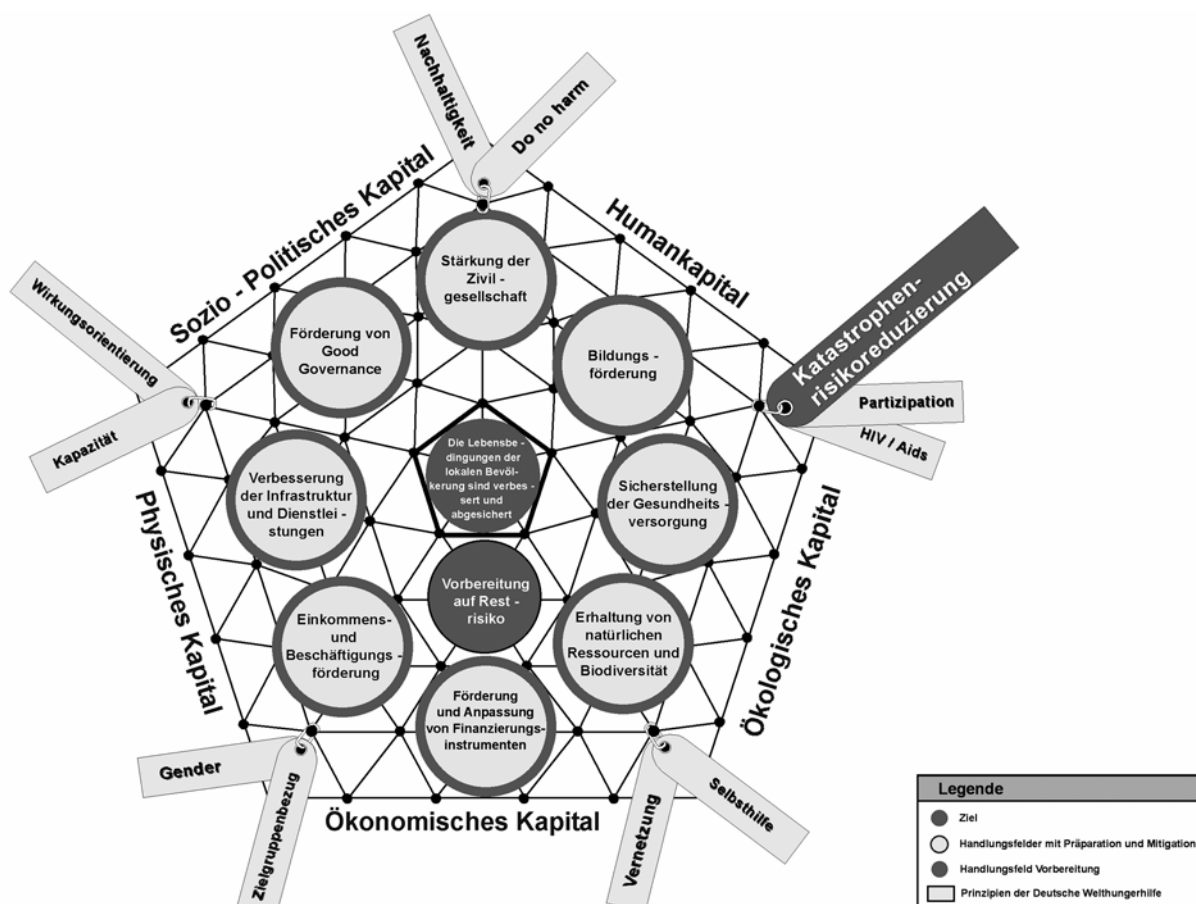 Nachhaltigkeit
Do no harm
Sozio - Politisches Kapital
Humankapital
Katastrophen-
risikoreduzierung
Partizipation
HIV / Aids
Wirkungsorientierung
Kapazität
Stärkung der
Zivil -
gesellschaft
Förderung von
Good
Governance
Bildungs -
förderung
Die Lebensbe -
dingungen der
lokalen Bevöl -
kerung sind verbes -
sert und
abgesichert
Verbesserung
der Infrastruktur
und Dienstlei -
stungen
Sicherstellung
der Gesundheits -
versorgung
Vorbereitung
auf Rest -
risiko
Einkommens-
und
Beschäftigungs -
förderung
Erhaltung von
natürlichen
Ressourcen und
Biodiversität
Förderung
und Anpassung
von Finanzierungs-
instrumenten
Physisches Kapital
Ökologisches Kapital
Ökonomisches Kapital
Gender
Zielgruppenbezug
Vernetzung
Selbsthilfe
Legende
Ziel
Handlungsfelder mit Präparation und Mitigation
Handlungsfeld Vorbereitung
Prinzipien der Deutsche Welthungerhilfe